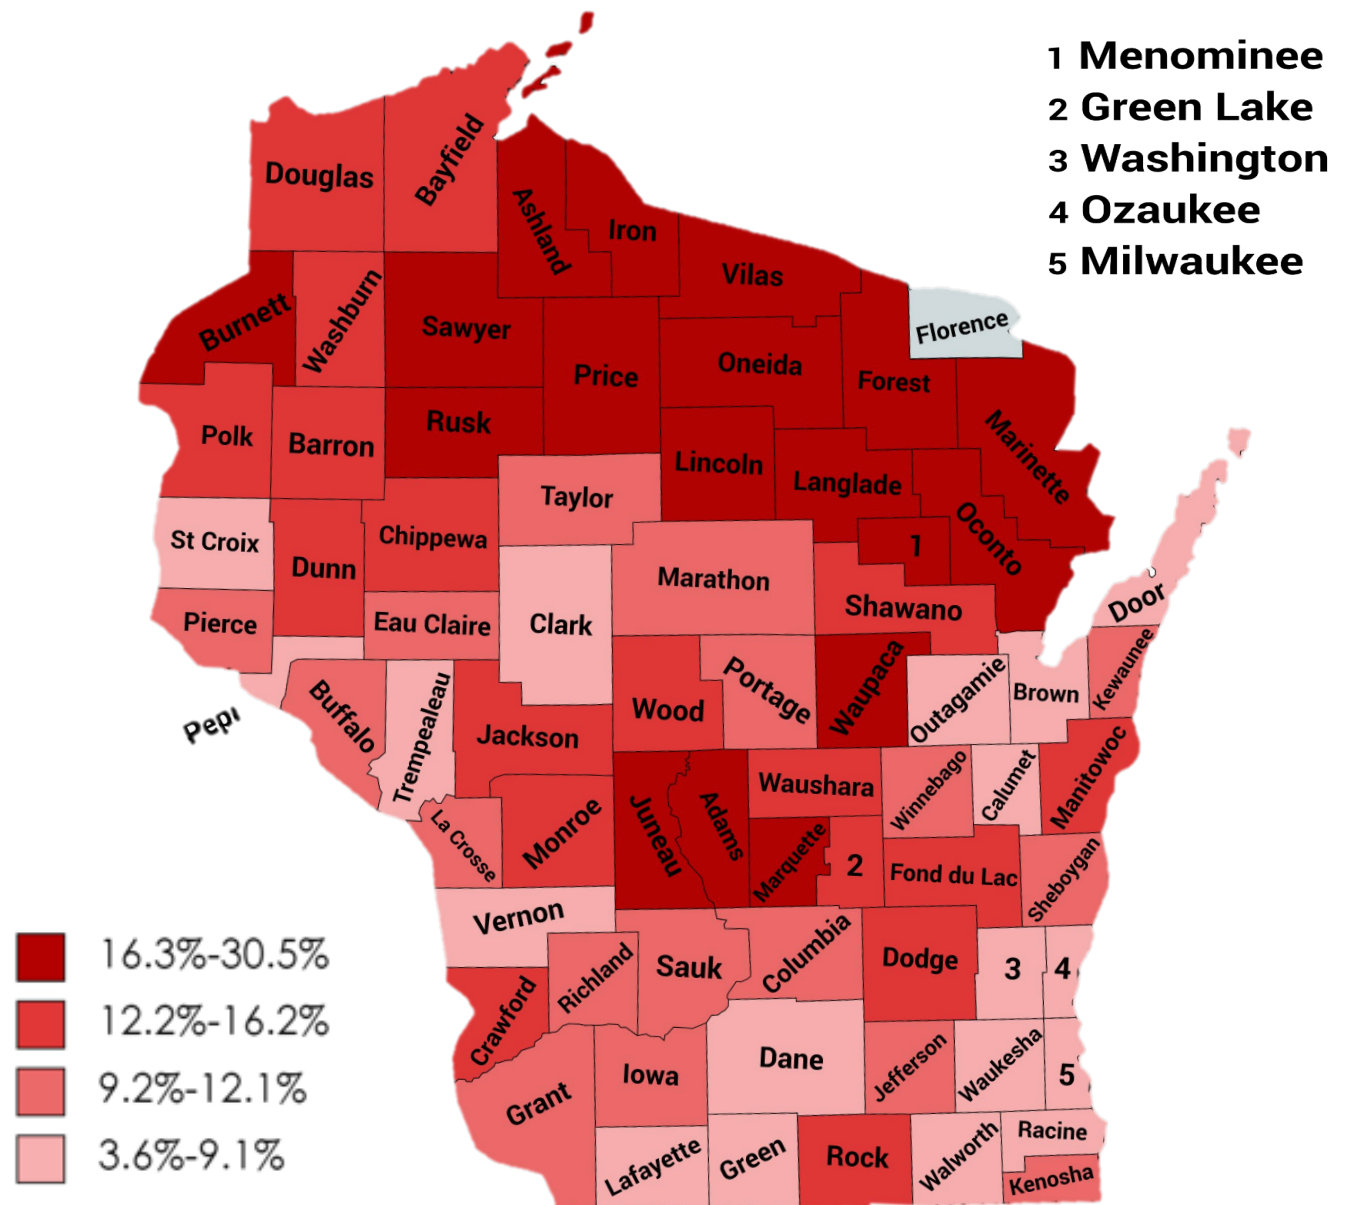 1 Menominee
2 Green Lake
3 Washington
4 Ozaukee
5 Milwaukee
Douglas
Bayfield
Ashland
Iron
Vilas
Burnett
Washburn
Sawyer
Price
Oneida
Forest
Florence
Marinette
Polk
Barron
Rusk
Lincoln
Langlade
Oconto
St Croix
Dunn
Chippewa
Taylor
Marathon
1
Shawano
Door
Pierce
Eau Claire
Clark
Pepi
Buffalo
Trempealeau
Jackson
Wood
Portage
Waupaca
Outagamie
Brown
Kewaunee
La Crosse
Monroe
Juneau
Adams
Waushara
Marquette
2
Winnebago
Calumet
Manitowoc
Fond du Lac
Sheboygan
Vernon
Crawford
Richland
Sauk
Columbia
Dodge
3
4
Grant
Iowa
Dane
Jefferson
Waukesha
5
Lafayette
Green
Rock
Walworth
Racine
Kenosha
16.3%-30.5%
12.2%-16.2%
9.2%-12.1%
3.6%-9.1%